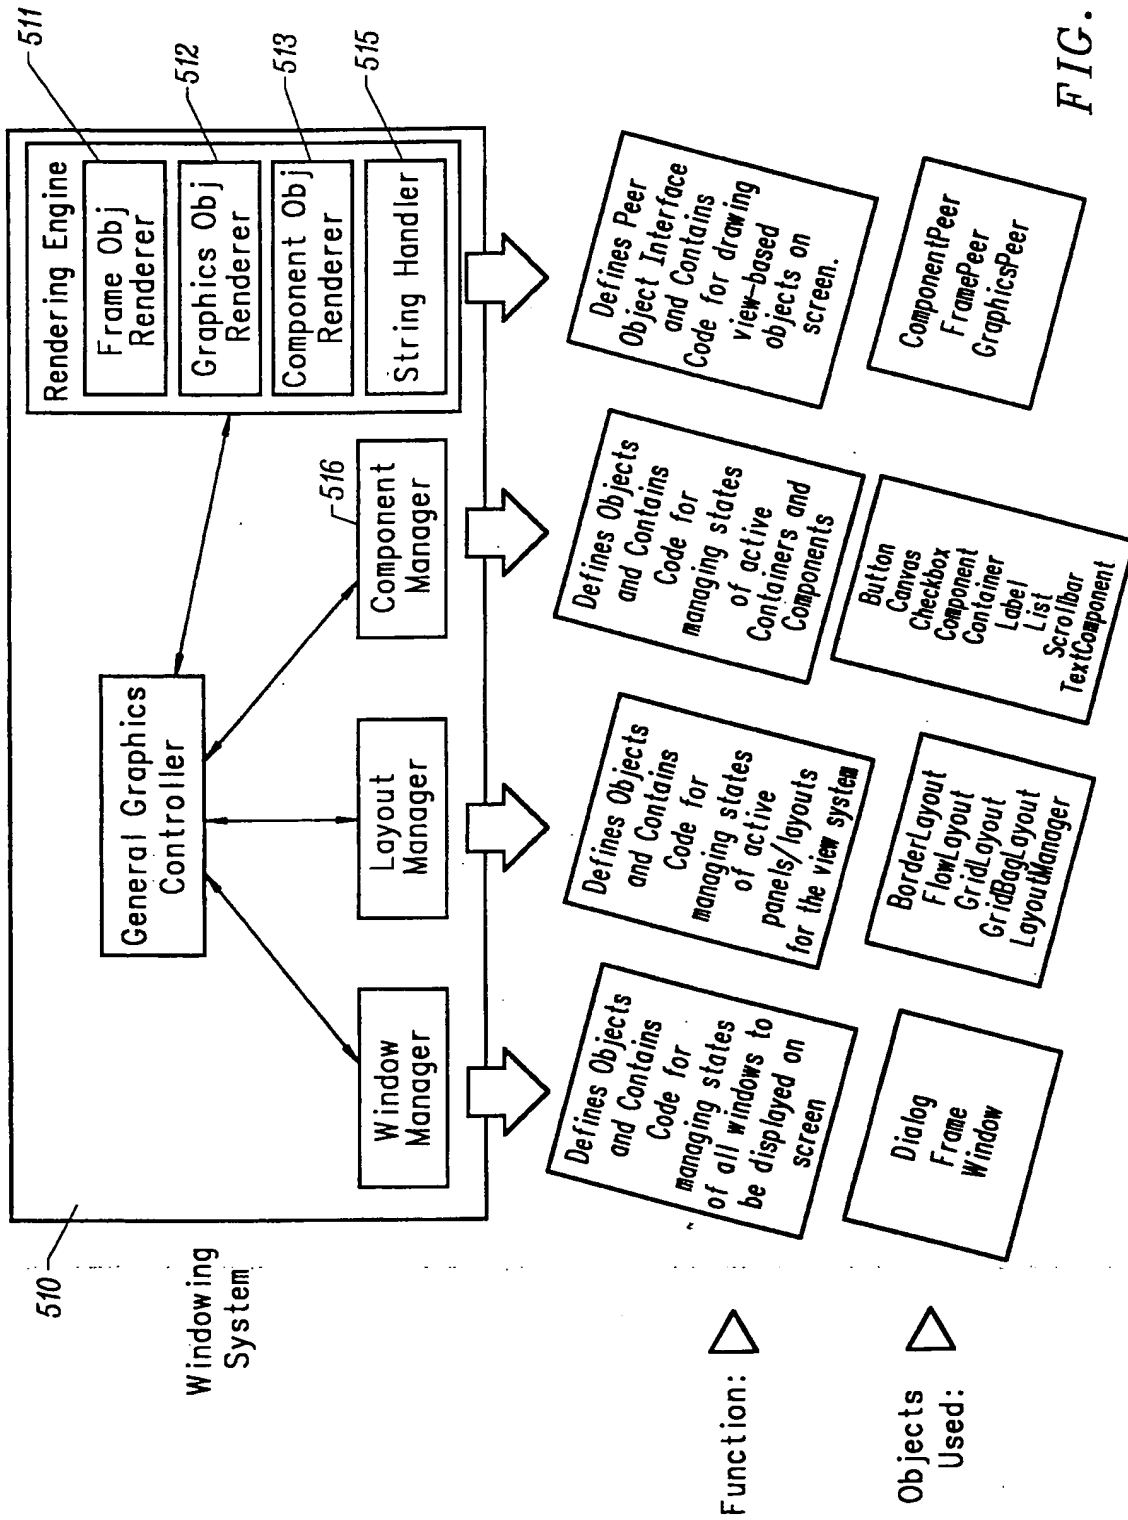 Windowing
System
510
General Graphics
Controller
Window
Manager
Layout
Manager
Component
Manager
516
Rendering Engine
Frame Obj
Renderer
511
Graphics Obj
Renderer
512
Component Obj
Renderer
513
String Handler
515
Function:
Defines Objects
and Contains
Code for
managing states
of all windows to
be displayed on
screen
Defines Objects
and Contains
Code for
managing states
of active
panels/layouts
for the view system
Defines Objects
and Contains
Code for
managing states
of active
Containers and
Components
Defines Peer
Object Interface
and Contains
Code for drawing
view-based
objects on
screen.
Objects
Used:
Dialog
Frame
Window
BorderLayout
FlowLayout
GridLayout
GridBagLayout
LayoutManager
Button
Canvas
Checkbox
Component
Container
Label
List
Scrollbar
TextComponent
ComponentPeer
FramePeer
GraphicsPeer
FIG.